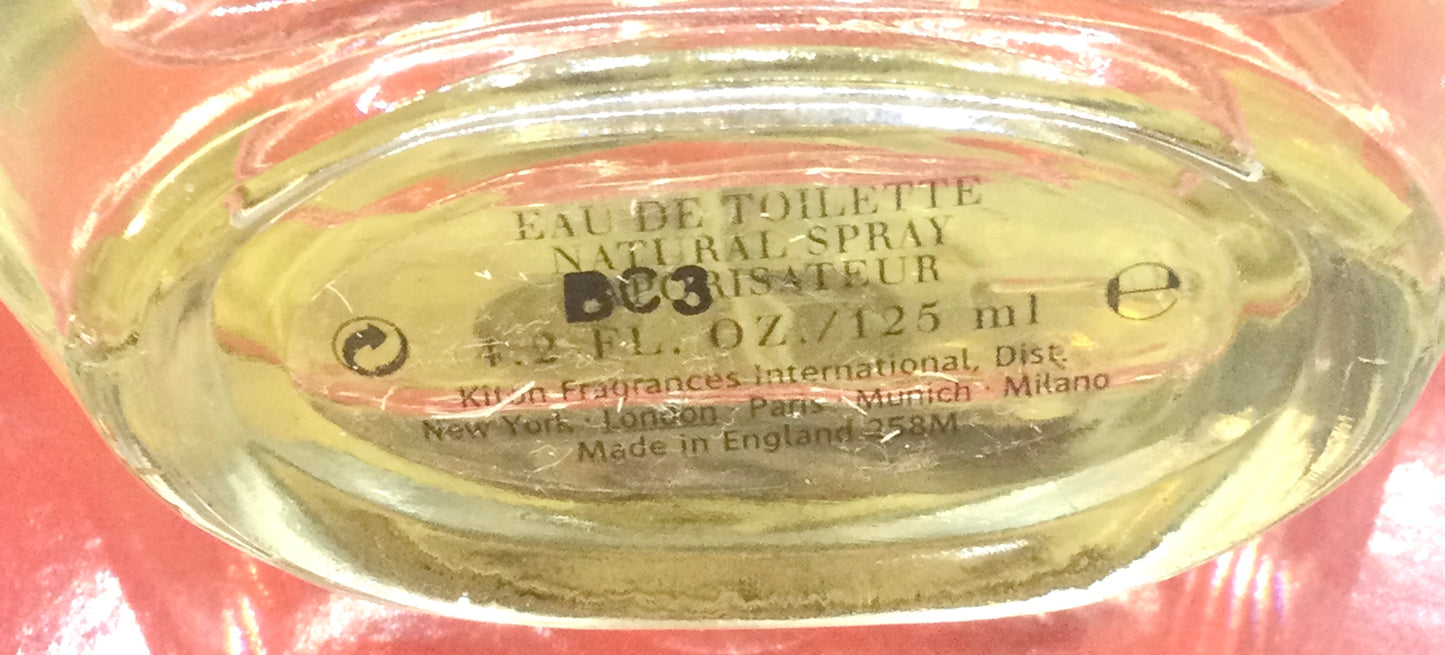 EAU DE TOILETTE
NATURAL SPRAY
BC3
4.2 FL. OZ./125 ml
e
Kiton Fragrances International, Dist.
New York · London · Paris · Munich · Milano
Made in England 258M